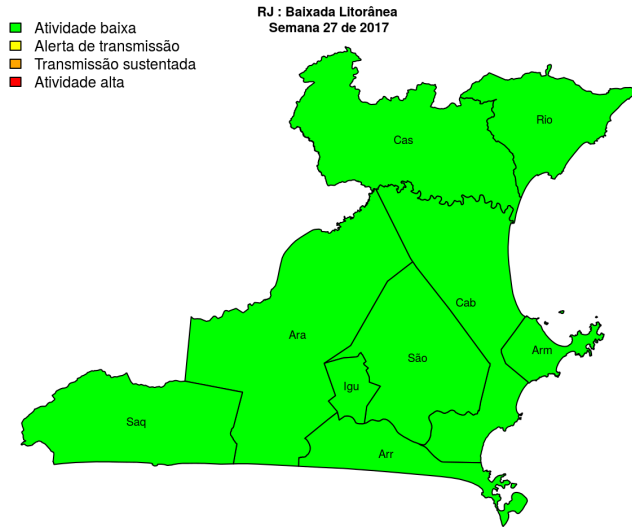 RJ : Baixada Litorânea
Semana 27 de 2017
Atividade baixa
Alerta de transmissão
Transmissão sustentada
Atividade alta
Rio
Cas
Cab
Ara
Arm
São
Igu
Saq
Arr